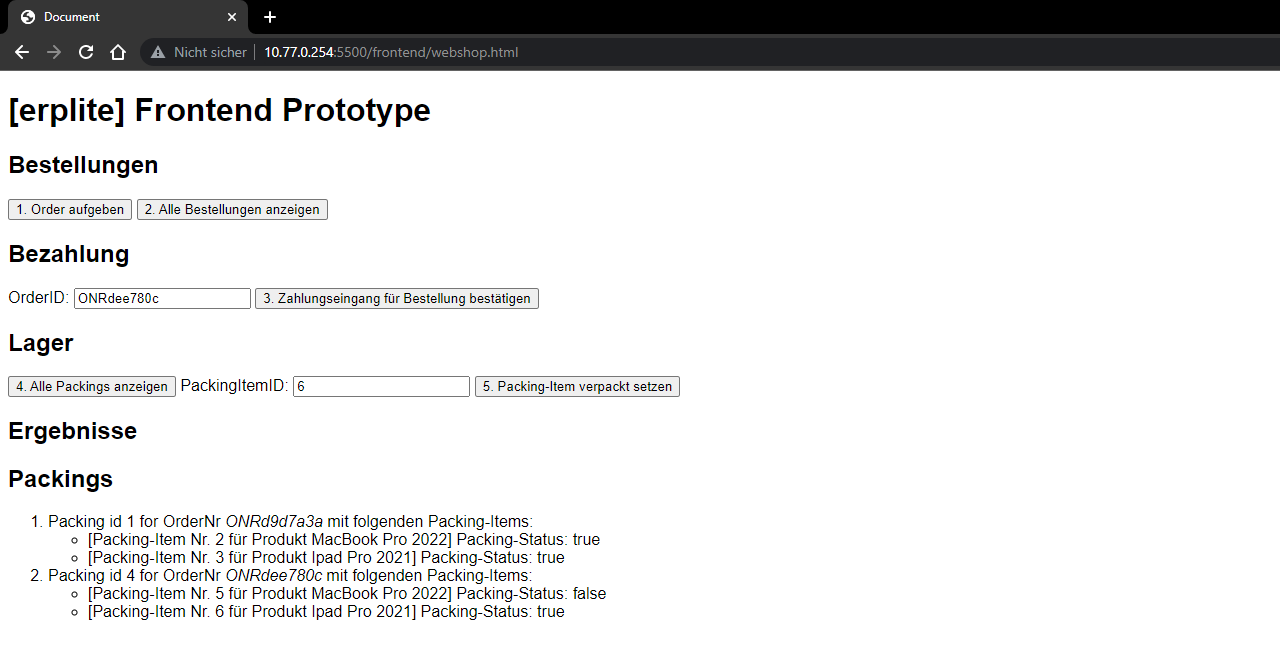 Document
Nicht sicher 10.77.0.254:5500/frontend/webshop.html
[erplite] Frontend Prototype
Bestellungen
1. Order aufgeben 2. Alle Bestellungen anzeigen
Bezahlung
OrderID: ONRdee780c 3. Zahlungseingang für Bestellung bestätigen
Lager
4. Alle Packings anzeigen PackingItemID: 6 5. Packing-Item verpackt setzen
Ergebnisse
Packings
1. Packing id 1 for OrderNr ONRd9d7a3a mit folgenden Packing-Items:
[Packing-Item Nr. 2 für Produkt MacBook Pro 2022] Packing-Status: true
[Packing-Item Nr. 3 für Produkt Ipad Pro 2021] Packing-Status: true
2. Packing id 4 for OrderNr ONRdee780c mit folgenden Packing-Items:
[Packing-Item Nr. 5 für Produkt MacBook Pro 2022] Packing-Status: false
[Packing-Item Nr. 6 für Produkt Ipad Pro 2021] Packing-Status: true